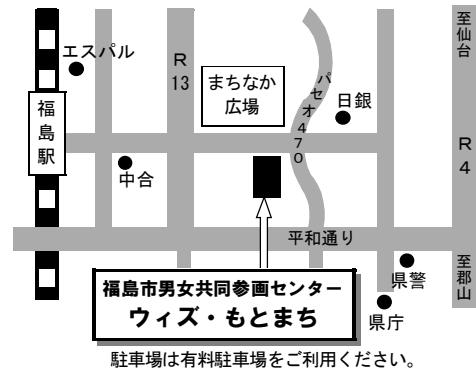 至仙台
エスパル
R
13
まちなか
広場
パセオ470
日銀
福島駅
R
4
中合
平和通り
至郡山
県警
福島市男女共同参画センター
ウィズ・もとまち
県庁
駐車場は有料駐車場をご利用ください。